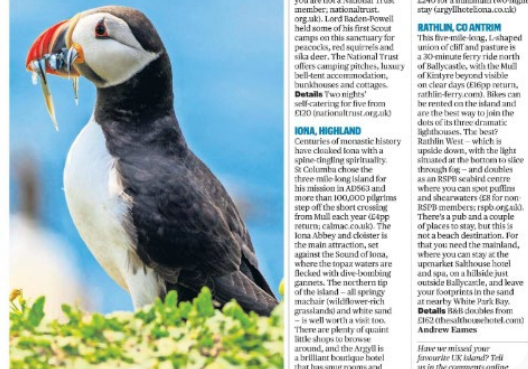 you are not a National Trust
member; nationaltrust.
org.uk). Lord Baden-Powell
held some of his first Scout
camps on this sanctuary for
peacocks, red squirrels and
sika deer. The National Trust
offers camping pitches, luxury
bell-tent accommodation,
bunkhouses and cottages.
Details Two nights'
self-catering for five from
£120 (nationaltrust.org.uk)
IONA, HIGHLAND
Centuries of monastic history
have cloaked Iona with a
spine-tingling spirituality.
St Columba chose the
three-mile-long island for
his mission in AD563 and
more than 100,000 pilgrims
step off the short crossing
from Mull each year (£4pp
return; calmac.co.uk). The
Iona Abbey and cloister is
the main attraction, set
against the Sound of Iona,
where the topaz waters are
flecked with dive-bombing
gannets. The northern tip
of the island – all springy
machair (wildflower-rich
grasslands) and white sand
– is well worth a visit too.
There are plenty of quaint
little shops to browse
around, and the Argyll is
a brilliant boutique hotel
that has snug rooms and
£240 for a minimum two-night
stay (argyllhoteliona.co.uk)
RATHLIN, CO ANTRIM
This five-mile-long, L-shaped
union of cliff and pasture is
a 30-minute ferry ride north
of Ballycastle, with the Mull
of Kintyre beyond visible
on clear days (£16pp return,
rathlin-ferry.com). Bikes can
be rented on the island and
are the best way to join the
dots of its three dramatic
lighthouses. The best?
Rathlin West – which is
upside down, with the light
situated at the bottom to slice
through fog – and doubles
as an RSPB seabird centre
where you can spot puffins
and shearwaters (£8 for non-
RSPB members; rspb.org.uk).
There's a pub and a couple
of places to stay, but this is
not a beach destination. For
that you need the mainland,
where you can stay at the
upmarket Salthouse hotel
and spa, on a hillside just
outside Ballycastle, and leave
your footprints in the sand
at nearby White Park Bay.
Details B&B doubles from
£162 (thesalthousehotel.com)
Andrew Eames
Have we missed your
favourite UK island? Tell
us in the comments online